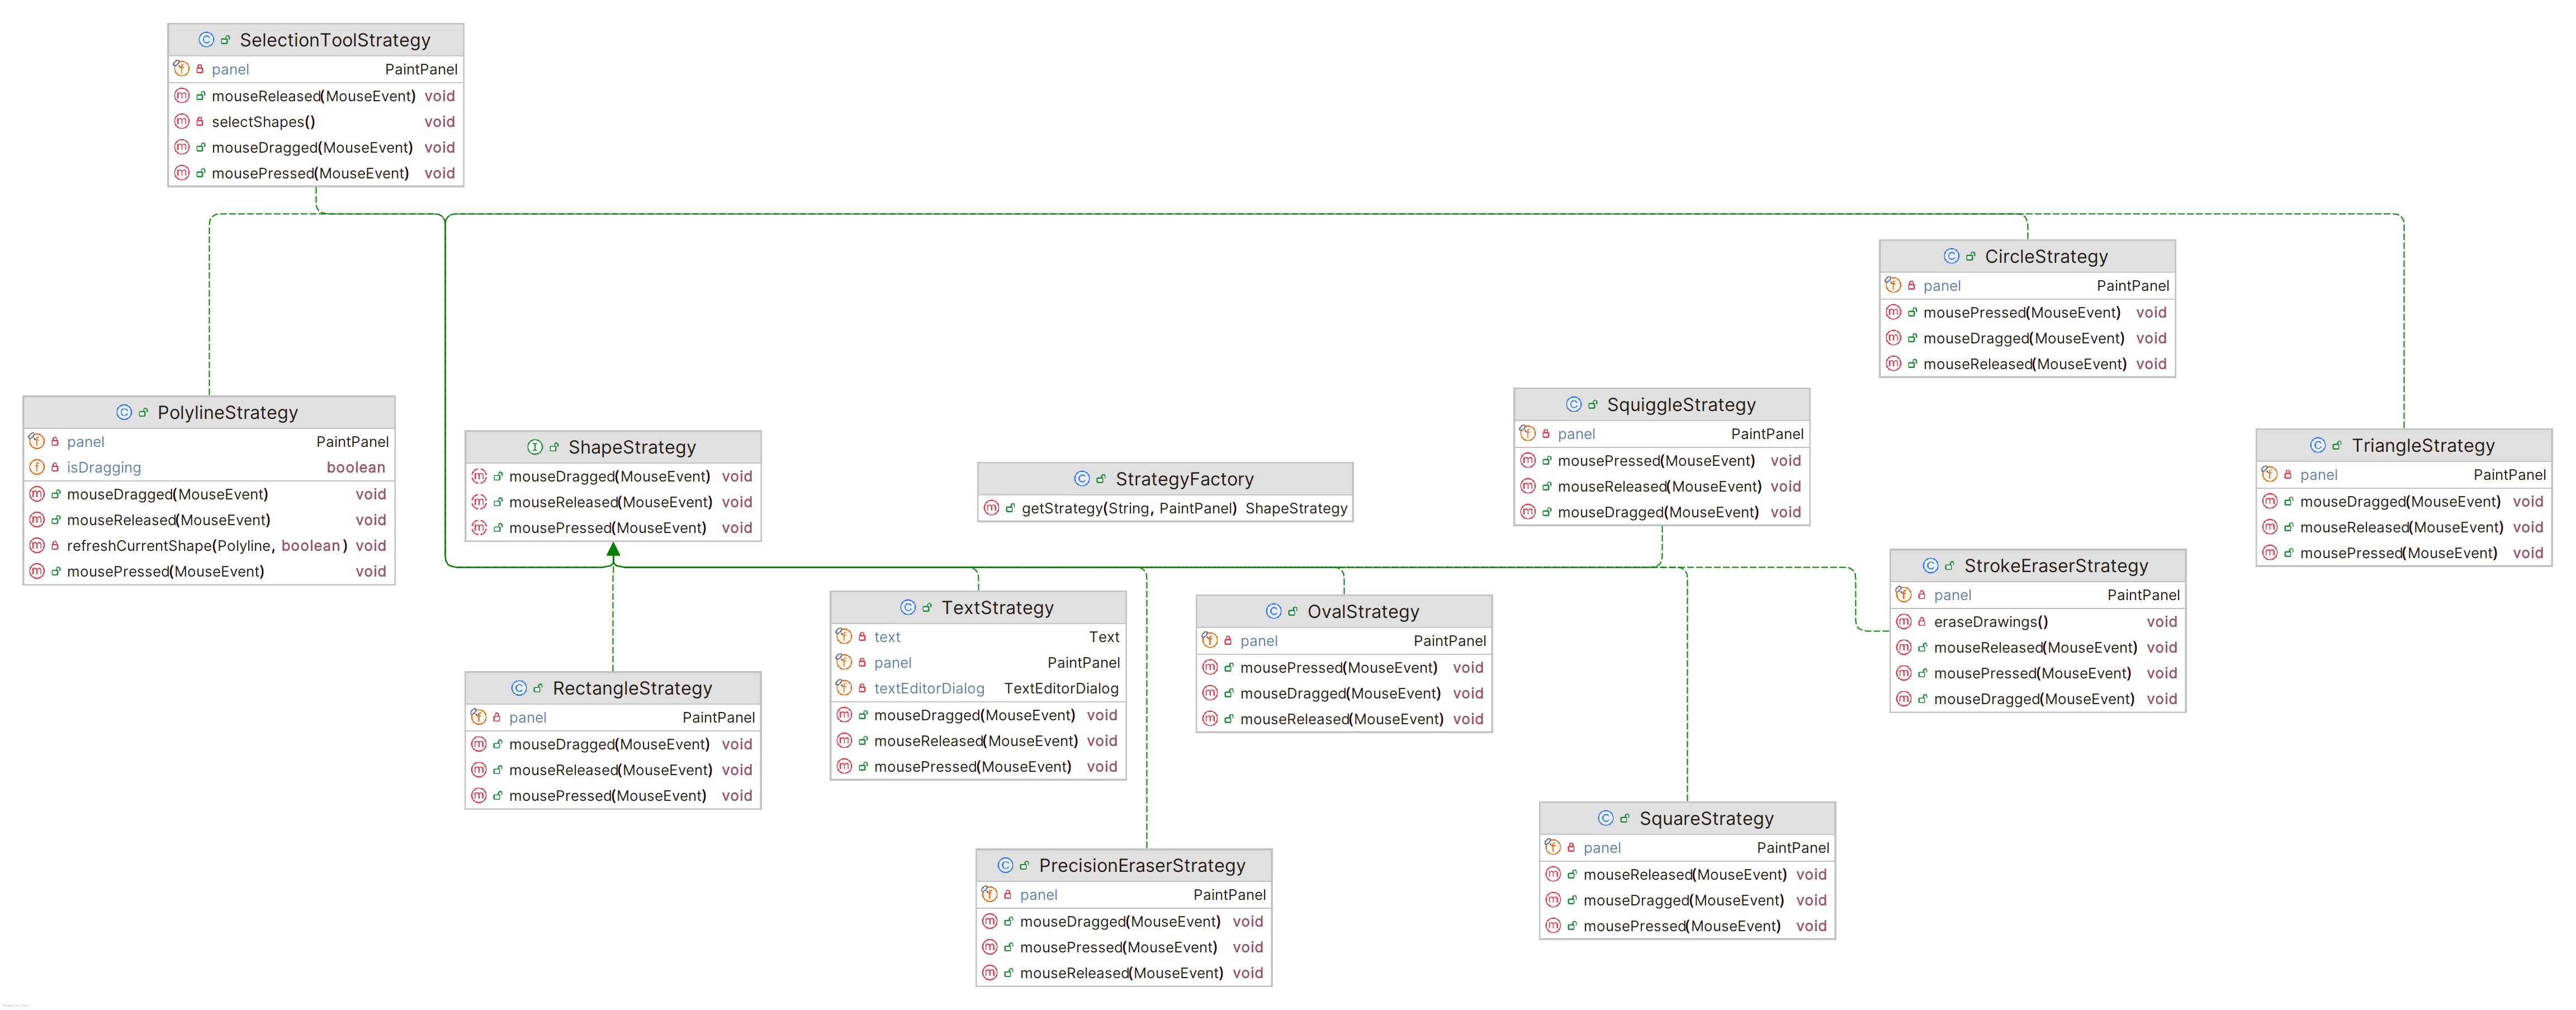 SelectionToolStrategy
panel PaintPanel
mouseReleased(MouseEvent) void
selectShapes() void
mouseDragged(MouseEvent) void
mousePressed(MouseEvent) void
CircleStrategy
panel PaintPanel
mousePressed(MouseEvent) void
mouseDragged(MouseEvent) void
mouseReleased(MouseEvent) void
PolylineStrategy
panel PaintPanel
isDragging boolean
mouseDragged(MouseEvent) void
mouseReleased(MouseEvent) void
refreshCurrentShape(Polyline, boolean) void
mousePressed(MouseEvent) void
ShapeStrategy
mouseDragged(MouseEvent) void
mouseReleased(MouseEvent) void
mousePressed(MouseEvent) void
StrategyFactory
getStrategy(String, PaintPanel) ShapeStrategy
SquiggleStrategy
panel PaintPanel
mousePressed(MouseEvent) void
mouseReleased(MouseEvent) void
mouseDragged(MouseEvent) void
TriangleStrategy
panel PaintPanel
mouseDragged(MouseEvent) void
mouseReleased(MouseEvent) void
mousePressed(MouseEvent) void
StrokeEraserStrategy
panel PaintPanel
eraseDrawings() void
mouseReleased(MouseEvent) void
mousePressed(MouseEvent) void
mouseDragged(MouseEvent) void
RectangleStrategy
panel PaintPanel
mouseDragged(MouseEvent) void
mouseReleased(MouseEvent) void
mousePressed(MouseEvent) void
TextStrategy
text Text
panel PaintPanel
textEditorDialog TextEditorDialog
mouseDragged(MouseEvent) void
mouseReleased(MouseEvent) void
mousePressed(MouseEvent) void
OvalStrategy
panel PaintPanel
mousePressed(MouseEvent) void
mouseDragged(MouseEvent) void
mouseReleased(MouseEvent) void
PrecisionEraserStrategy
panel PaintPanel
mouseDragged(MouseEvent) void
mousePressed(MouseEvent) void
mouseReleased(MouseEvent) void
SquareStrategy
panel PaintPanel
mouseReleased(MouseEvent) void
mouseDragged(MouseEvent) void
mousePressed(MouseEvent) void